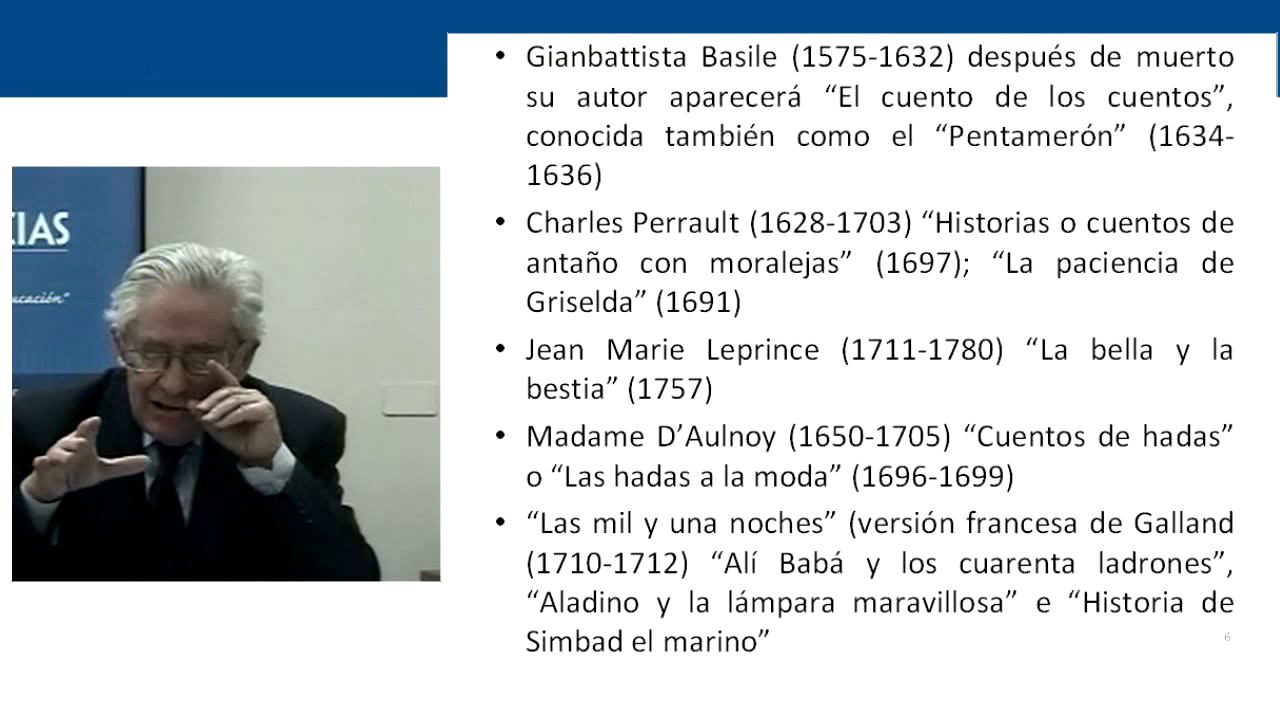 • Gianbattista Basile (1575-1632) después de muerto
su autor aparecerá “El cuento de los cuentos”,
conocida también como el “Pentamerón” (1634-
1636)
• Charles Perrault (1628-1703) “Historias o cuentos de
antaño con moralejas” (1697); “La paciencia de
Griselda” (1691)
• Jean Marie Leprince (1711-1780) “La bella y la
bestia” (1757)
• Madame D’Aulnoy (1650-1705) “Cuentos de hadas”
o “Las hadas a la moda” (1696-1699)
• “Las mil y una noches” (versión francesa de Galland
(1710-1712) “Alí Babá y los cuarenta ladrones”,
“Aladino y la lámpara maravillosa” e “Historia de
Simbad el marino”
6
XIAS
ucación”